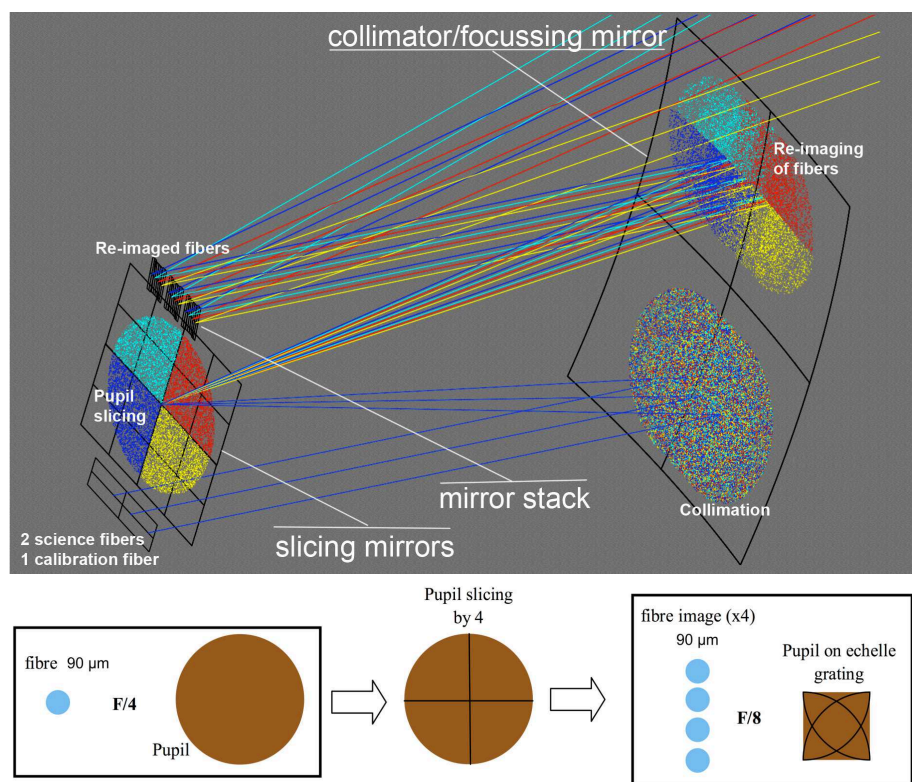 collimator/focussing mirror
Re-imaging
of fibers
Re-imaged fibers
Pupil
slicing
mirror stack
Collimation
slicing mirrors
2 science fibers
1 calibration fiber
Pupil slicing
by 4
fibre 90 µm
F/4
Pupil
fibre image (x4)
90 µm
Pupil on echelle
grating
F/8